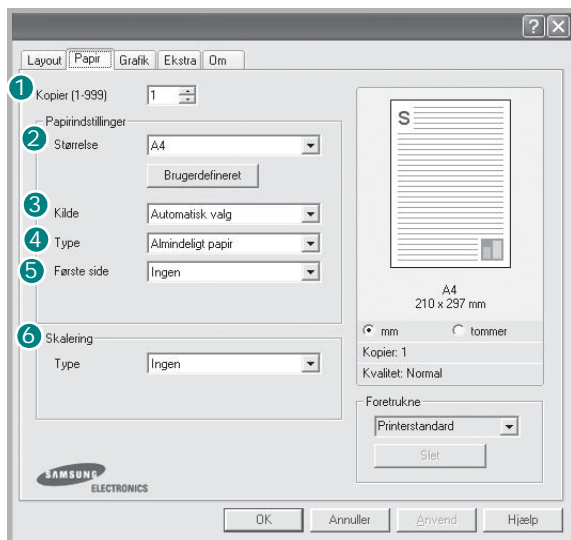 ? X
Layout Papir Grafik Ekstra Om
1 Kopier (1-999) 1
Papirindstillinger
2 Størrelse A4
Brugerdefineret
3 Kilde Automatisk valg
4 Type Almindeligt papir
5 Første side Ingen
6 Skalering
Type Ingen
S
A4
210 x 297 mm
mm tommer
Kopier: 1
Kvalitet: Normal
Foretrukne
Printerstandard
Slet
SAMSUNG
ELECTRONICS
OK Annuller Anvend Hjælp